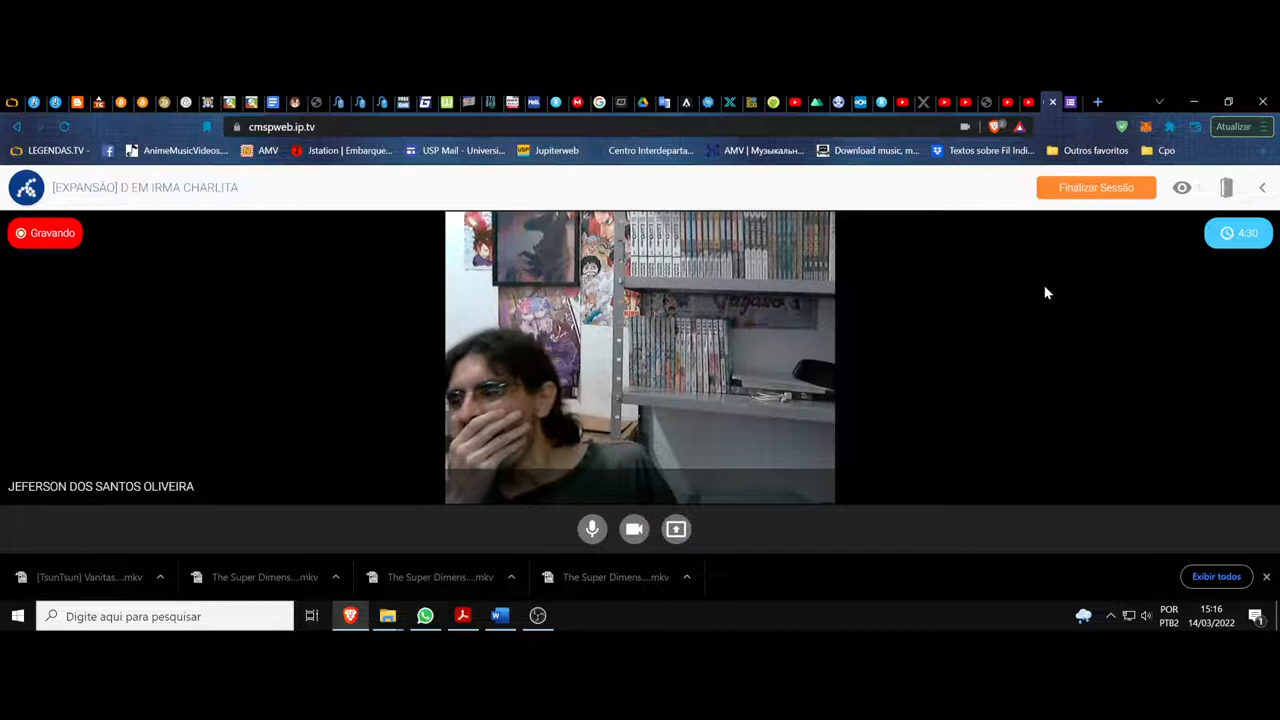 cmspweb.ip.tv
Atualizar
LEGENDAS.TV -
AnimeMusicVideos...
AMV
Jstation | Embarque...
USP Mail - Universi...
Jupiterweb
Centro Interdeparta...
AMV | Музыкальн...
Download music, m...
Textos sobre Fil Indi...
Outros favoritos
Cpo
[EXPANSÃO] D EM IRMA CHARLITA
Finalizar Sessão
Gravando
4:30
JEFERSON DOS SANTOS OLIVEIRA
[TsunTsun] Vanitas....mkv
The Super Dimens....mkv
The Super Dimens....mkv
The Super Dimens....mkv
Exibir todos
Digite aqui para pesquisar
POR
PTB2
15:16
14/03/2022